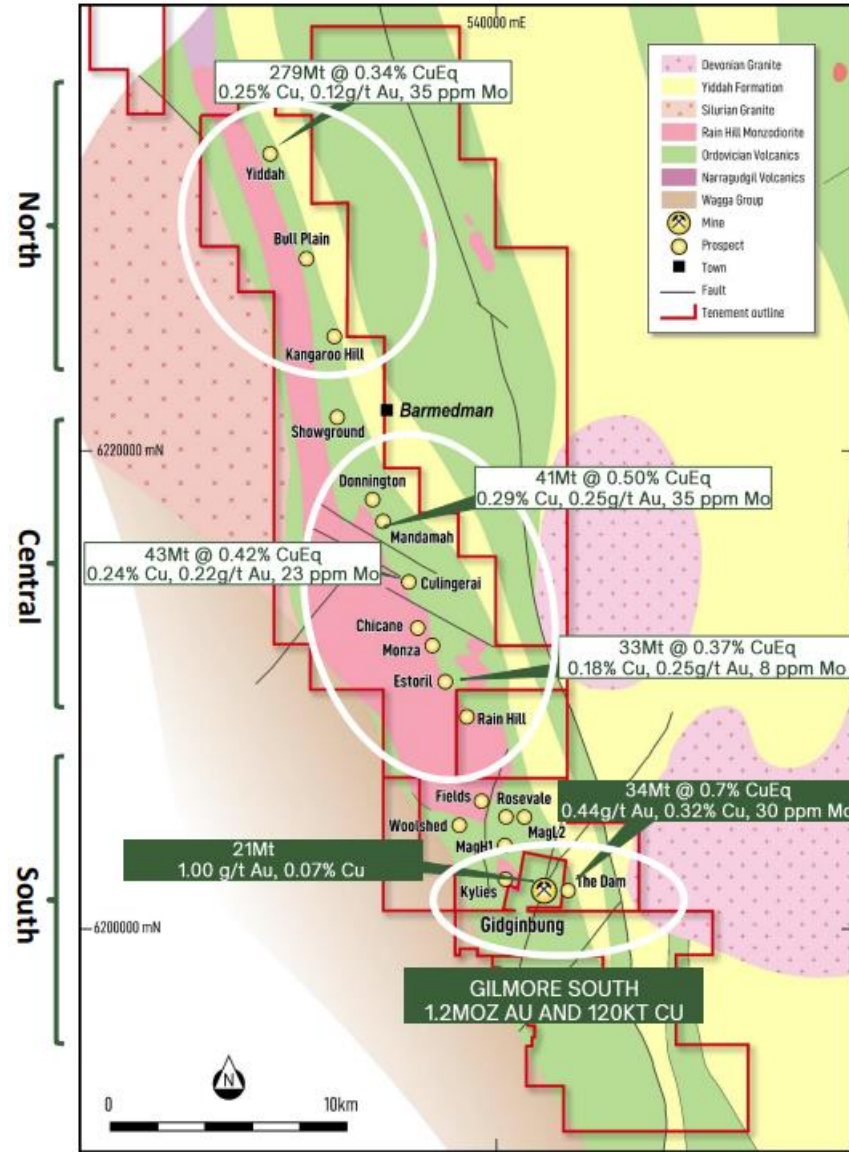 540000 mE
279Mt @ 0.34% CuEq
0.25% Cu, 0.12g/t Au, 35 ppm Mo
Devonian Granite
Yiddah Formation
Silurian Granite
Rain Hill Monzodiorite
Ordovician Volcanics
Narragudgil Volcanics
Wagga Group
Mine
Prospect
Town
Fault
Tenement outline
North
Yiddah
Bull Plain
Kangaroo Hill
Barmedman
Showground
6220000 mN
Central
Donnington
41Mt @ 0.50% CuEq
0.29% Cu, 0.25g/t Au, 35 ppm Mo
Mandamah
43Mt @ 0.42% CuEq
0.24% Cu, 0.22g/t Au, 23 ppm Mo
Culingerai
Chicane
Monza
33Mt @ 0.37% CuEq
0.18% Cu, 0.25g/t Au, 8 ppm Mo
Estoril
Rain Hill
South
34Mt @ 0.7% CuEq
0.44g/t Au, 0.32% Cu, 30 ppm Mo
Fields
Rosevale
Woolshed
MagL2
MagH1
21Mt
1.00 g/t Au, 0.07% Cu
Kylies
The Dam
Gidginbung
6200000 mN
GILMORE SOUTH
1.2MOZ AU AND 120KT CU
N
0
10km